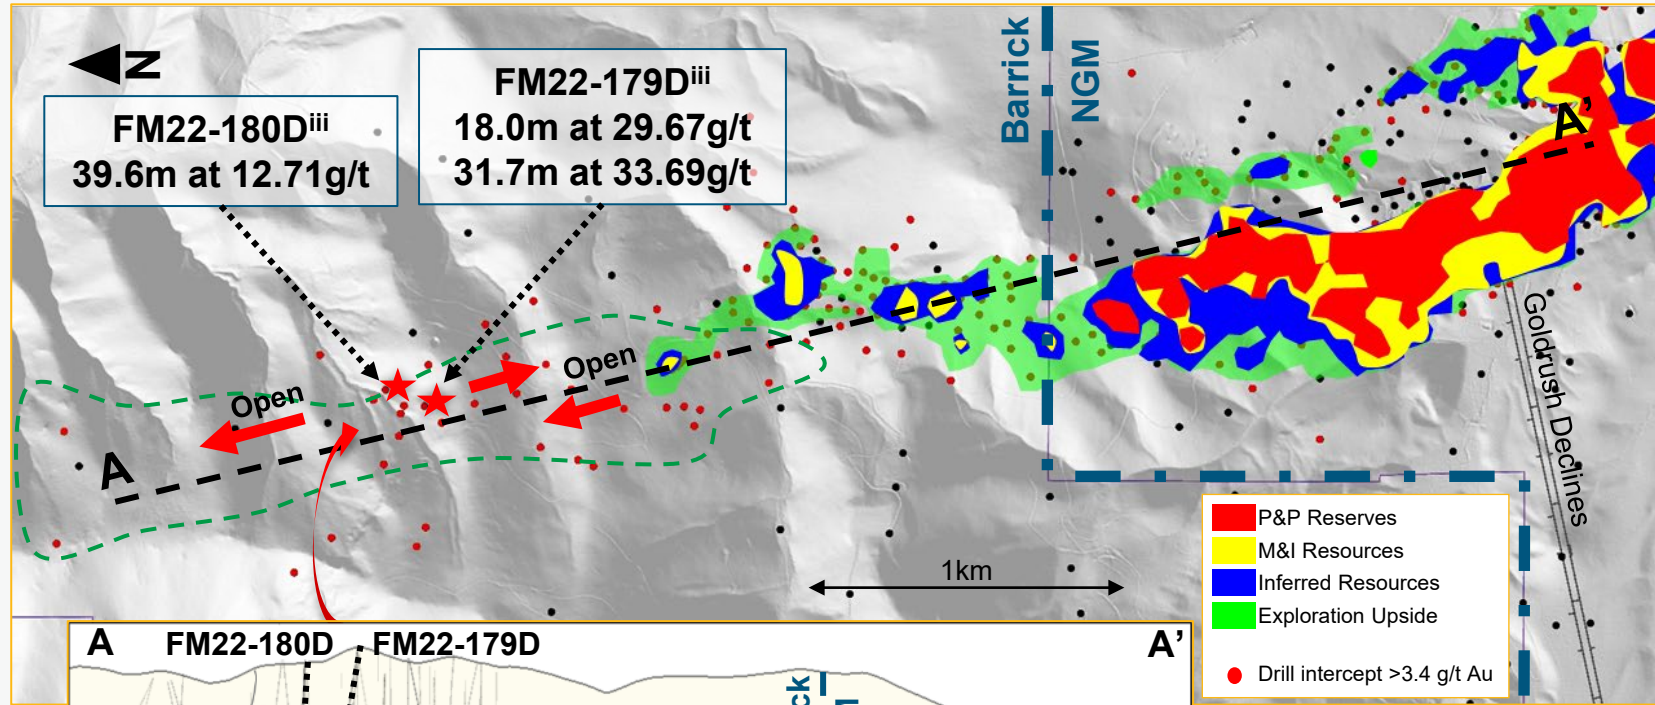 N
FM22-180Diii
39.6m at 12.71g/t
FM22-179Diii
18.0m at 29.67g/t
31.7m at 33.69g/t
Barrick
NGM
A'
Open
Open
A
Goldrush Declines
1km
P&P Reserves
M&I Resources
Inferred Resources
Exploration Upside
Drill intercept >3.4 g/t Au
A
FM22-180D
FM22-179D
A'
ck